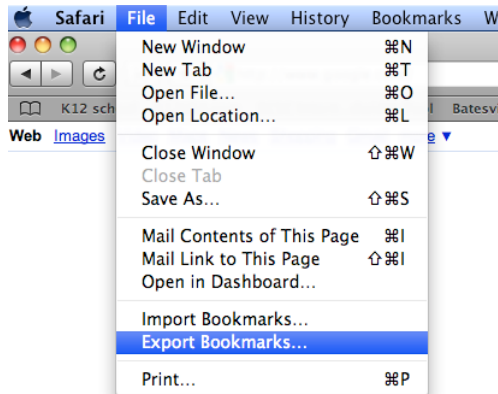 Safari File Edit View History Bookmarks W
New Window ⌘N
New Tab ⌘T
Open File... ⌘O
K12 sch Batesv
Open Location... ⌘L
Web Images
Close Window ⇧⌘W
Close Tab
Save As... ⇧⌘S
Mail Contents of This Page ⌘I
Mail Link to This Page ⇧⌘I
Open in Dashboard...
Import Bookmarks...
Export Bookmarks...
Print... ⌘P